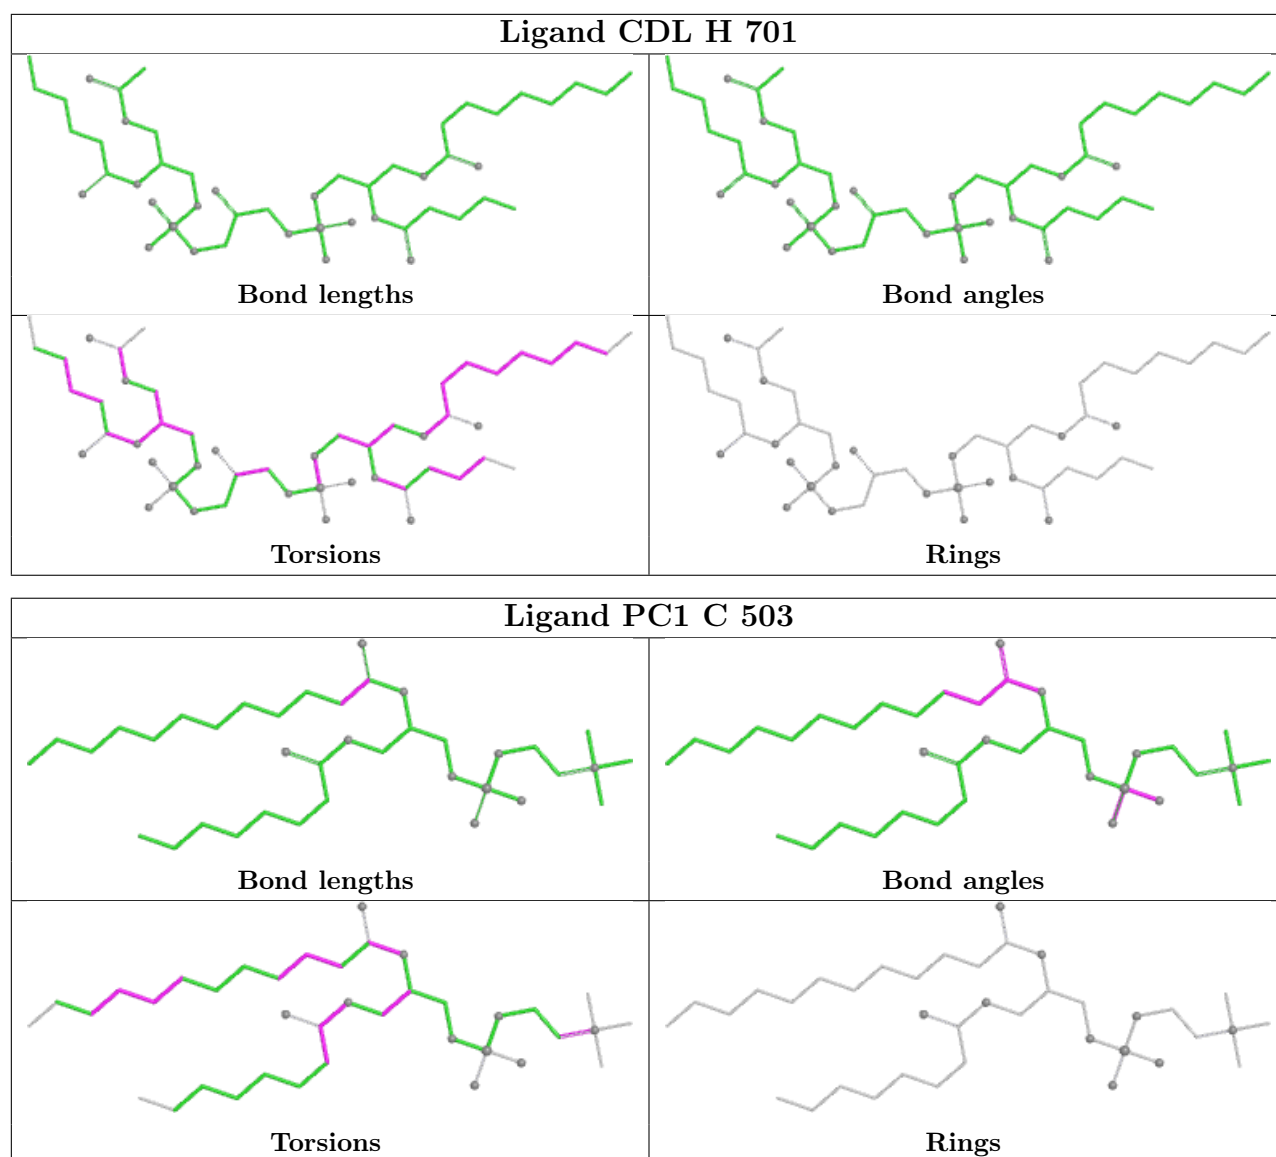 Ligand CDL H 701
Bond lengths
Bond angles
Torsions
Rings
Ligand PC1 C 503
Bond lengths
Bond angles
Torsions
Rings